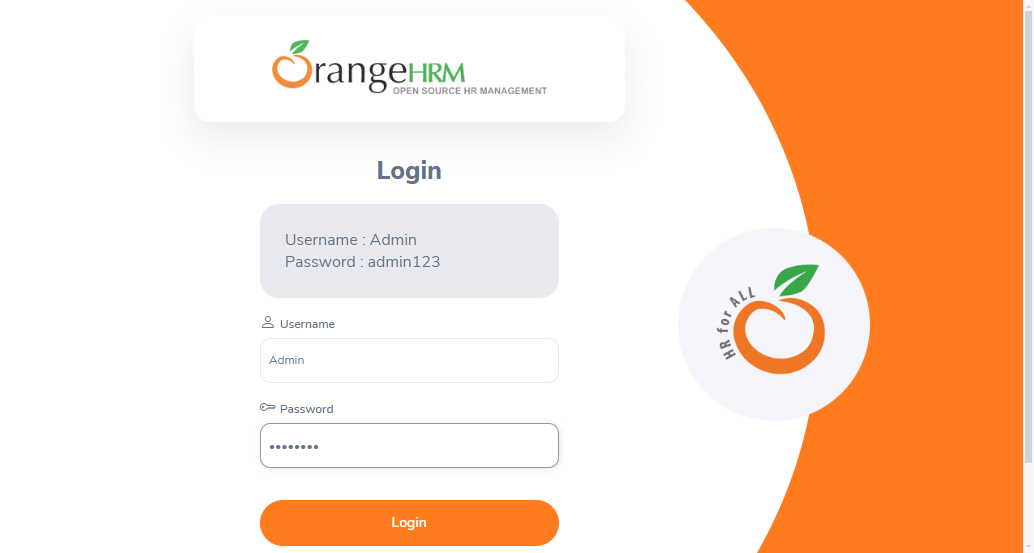 OrangeHRM
OPEN SOURCE HR MANAGEMENT
Login
Username : Admin
Password : admin123
Username
Admin
Password
••••••••
Login
HR for ALL